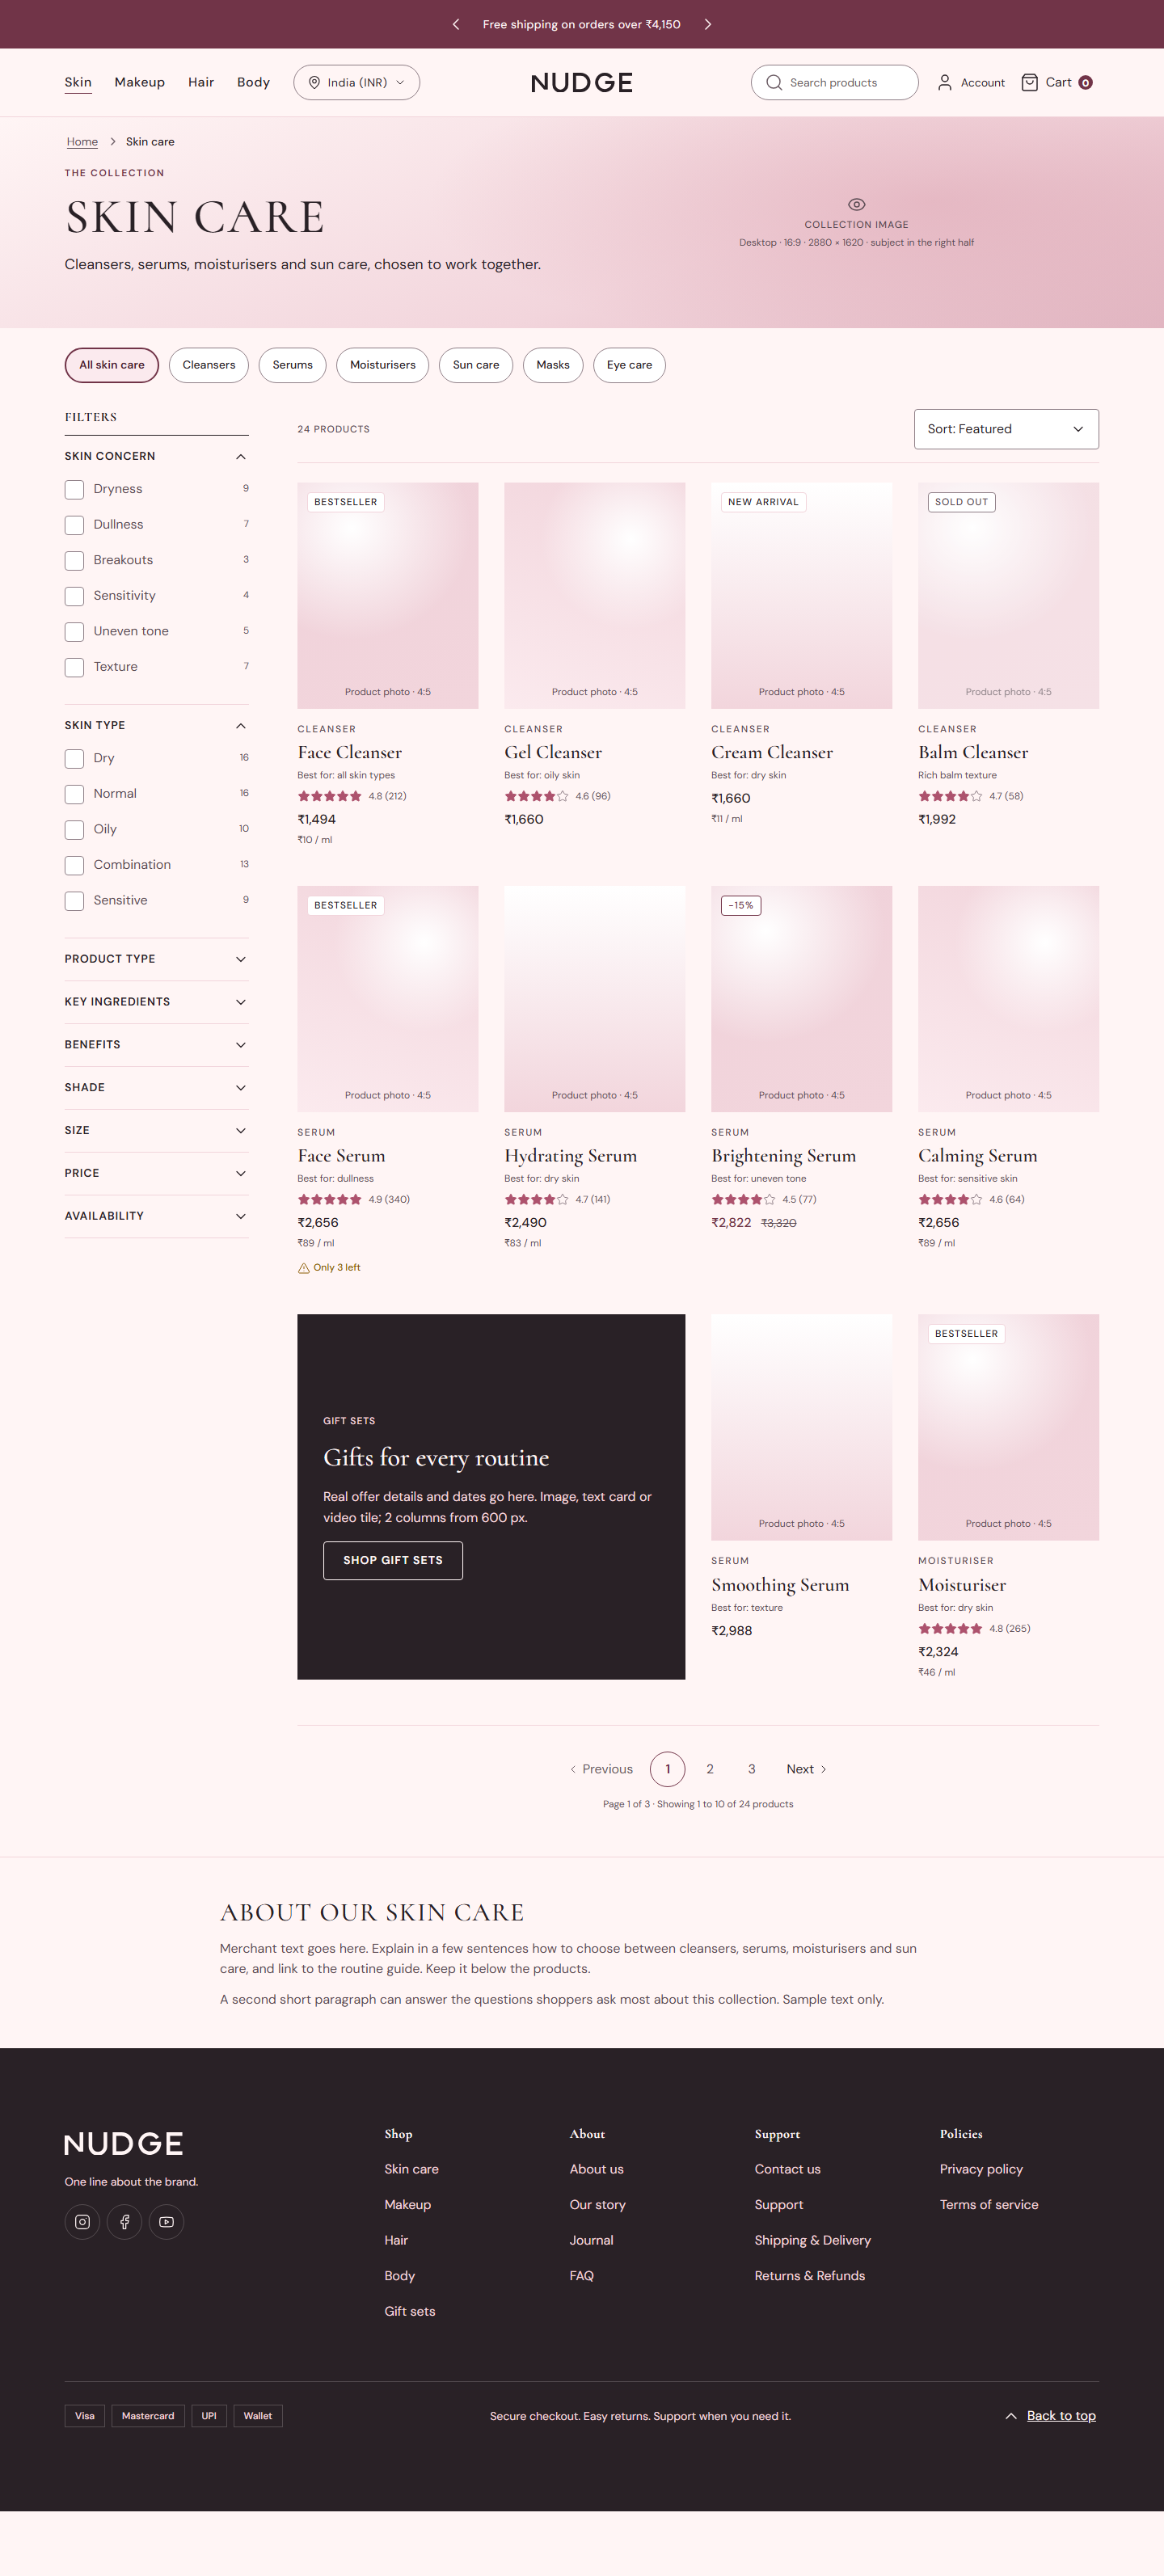 Free shipping on orders over ₹4,150
Skin Makeup Hair Body India (INR) NUDGE Search products Account Cart 0
Home Skin care
THE COLLECTION
SKIN CARE
Cleansers, serums, moisturisers and sun care, chosen to work together.
COLLECTION IMAGE
Desktop · 16:9 · 2880 × 1620 · subject in the right half
All skin care Cleansers Serums Moisturisers Sun care Masks Eye care
FILTERS
SKIN CONCERN
Dryness 9
Dullness 7
Breakouts 3
Sensitivity 4
Uneven tone 5
Texture 7
SKIN TYPE
Dry 16
Normal 16
Oily 10
Combination 13
Sensitive 9
PRODUCT TYPE
KEY INGREDIENTS
BENEFITS
SHADE
SIZE
PRICE
AVAILABILITY
24 PRODUCTS
Sort: Featured
BESTSELLER
Product photo · 4:5
CLEANSER
Face Cleanser
Best for: all skin types
4.8 (212)
₹1,494
₹10 / ml
Product photo · 4:5
CLEANSER
Gel Cleanser
Best for: oily skin
4.6 (96)
₹1,660
NEW ARRIVAL
Product photo · 4:5
CLEANSER
Cream Cleanser
Best for: dry skin
₹1,660
₹11 / ml
SOLD OUT
Product photo · 4:5
CLEANSER
Balm Cleanser
Rich balm texture
4.7 (58)
₹1,992
BESTSELLER
Product photo · 4:5
SERUM
Face Serum
Best for: dullness
4.9 (340)
₹2,656
₹89 / ml
Only 3 left
Product photo · 4:5
SERUM
Hydrating Serum
Best for: dry skin
4.7 (141)
₹2,490
₹83 / ml
-15%
Product photo · 4:5
SERUM
Brightening Serum
Best for: uneven tone
4.5 (77)
₹2,822 ₹3,320
Product photo · 4:5
SERUM
Calming Serum
Best for: sensitive skin
4.6 (64)
₹2,656
₹89 / ml
GIFT SETS
Gifts for every routine
Real offer details and dates go here. Image, text card or
video tile; 2 columns from 600 px.
SHOP GIFT SETS
Product photo · 4:5
SERUM
Smoothing Serum
Best for: texture
₹2,988
BESTSELLER
Product photo · 4:5
MOISTURISER
Moisturiser
Best for: dry skin
4.8 (265)
₹2,324
₹46 / ml
Previous 1 2 3 Next
Page 1 of 3 · Showing 1 to 10 of 24 products
ABOUT OUR SKIN CARE
Merchant text goes here. Explain in a few sentences how to choose between cleansers, serums, moisturisers and sun
care, and link to the routine guide. Keep it below the products.
A second short paragraph can answer the questions shoppers ask most about this collection. Sample text only.
NUDGE
One line about the brand.
Shop
Skin care
Makeup
Hair
Body
Gift sets
About
About us
Our story
Journal
FAQ
Support
Contact us
Support
Shipping & Delivery
Returns & Refunds
Policies
Privacy policy
Terms of service
Visa Mastercard UPI Wallet
Secure checkout. Easy returns. Support when you need it.
Back to top